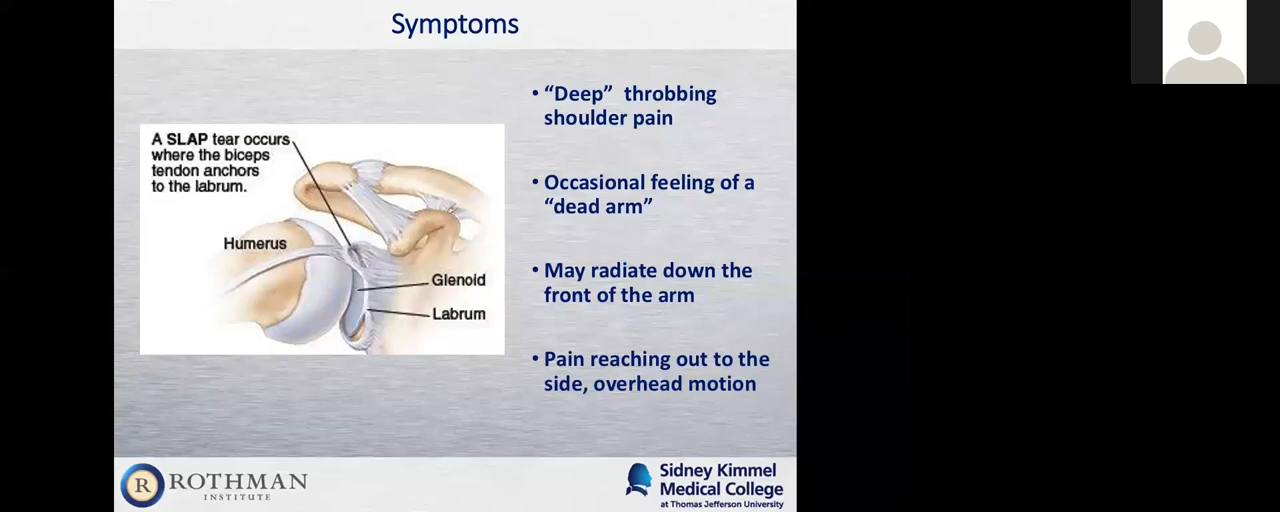 Symptoms
A SLAP tear occurs
where the biceps
tendon anchors
to the labrum.
Humerus
Glenoid
Labrum
• “Deep” throbbing
shoulder pain
• Occasional feeling of a
“dead arm”
• May radiate down the
front of the arm
• Pain reaching out to the
side, overhead motion
R ROTHMAN
INSTITUTE
Sidney Kimmel
Medical College
at Thomas Jefferson University